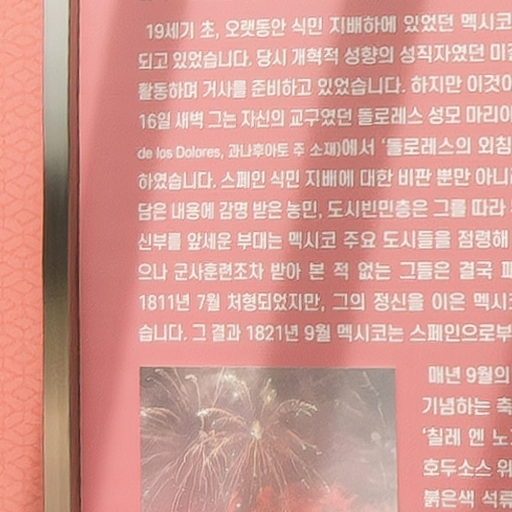 19세기 초, 오랫동안 식민 지배하에 있었던 멕시코
되고 있었습니다. 당시 개혁적 성향의 성직자였던 미겔
활동하며 거사를 준비하고 있었습니다. 하지만 이것이
16일 새벽 그는 자신의 교구였던 돌로레스 성모 마리아
de los Dolores, 과나후아토 주 소재)에서 '돌로레스의 외침
하였습니다. 스페인 식민 지배에 대한 비판 뿐만 아니라
담은 내용에 감명 받은 농민, 도시빈민층은 그를 따라
신부를 앞세운 부대는 멕시코 주요 도시들을 점령해
으나 군사훈련조차 받아 본 적 없는 그들은 결국
1811년 7월 처형되었지만, 그의 정신을 이은 멕시
습니다. 그 결과 1821년 9월 멕시코는 스페인으로부
매년 9월의
기념하는 축
'칠레 엔 노
호두소스 위
붉은색 석류